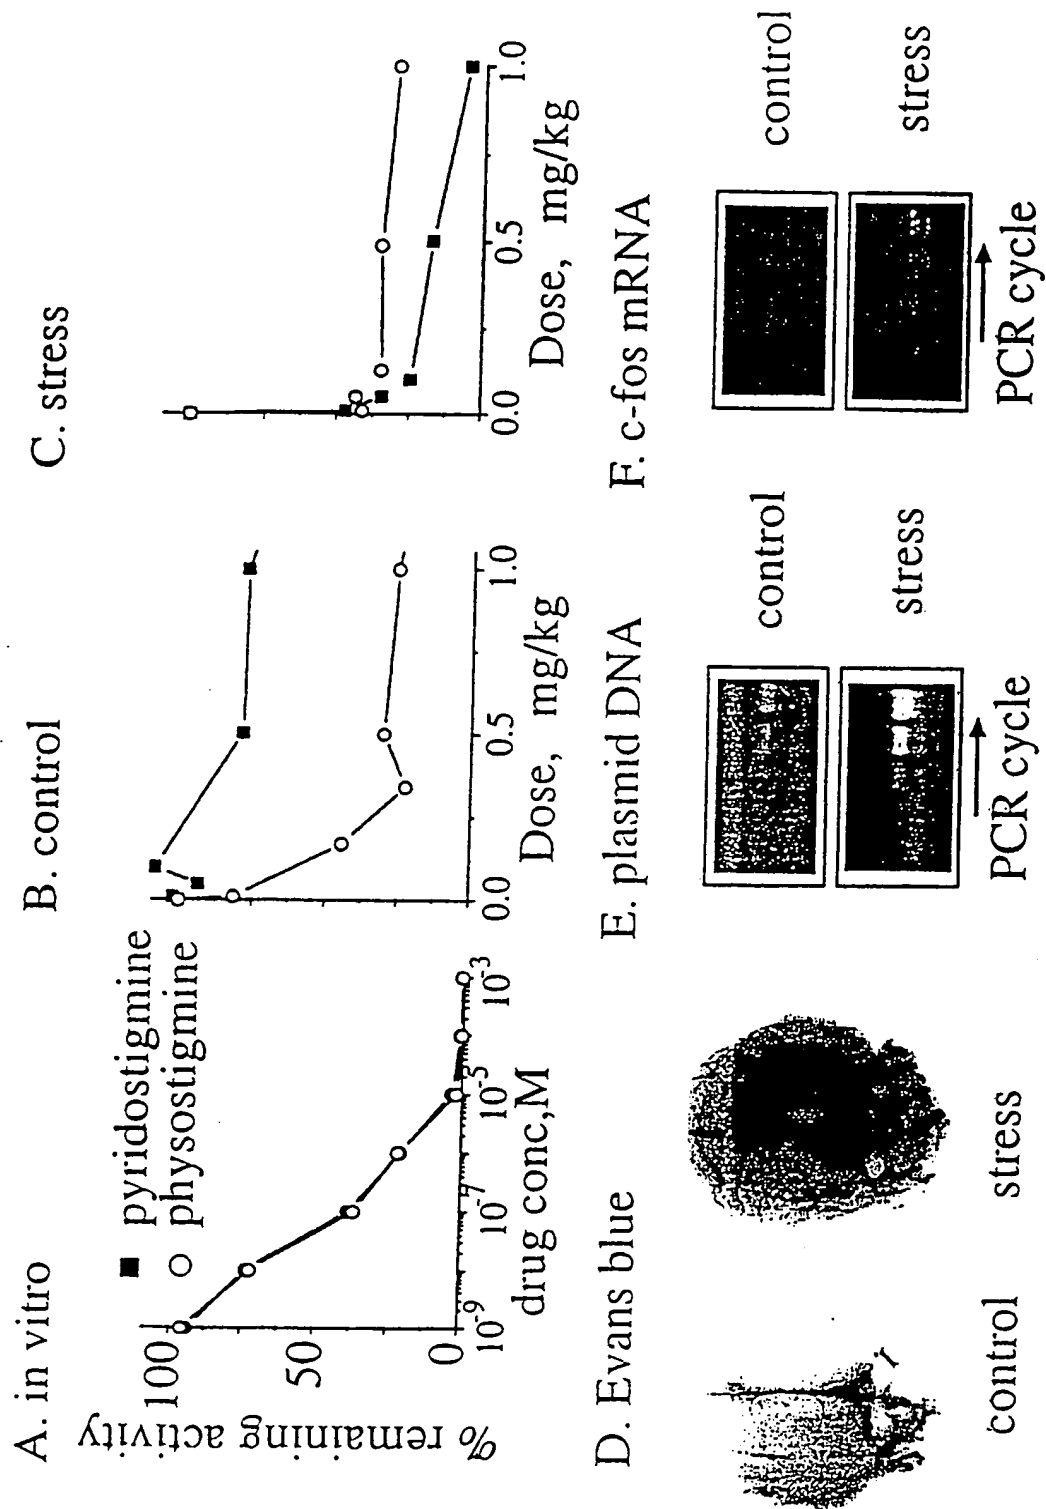 A. in vitro
B. control
C. stress
■ pyridostigmine
○ physostigmine
% remaining activity
100
50
0
10-9
10-7
10-5
10-3
drug conc,M
0.0
0.5
1.0
Dose, mg/kg
0.0
0.5
1.0
Dose, mg/kg
D. Evans blue
E. plasmid DNA
F. c-fos mRNA
control
stress
control
stress
PCR cycle
control
stress
PCR cycle